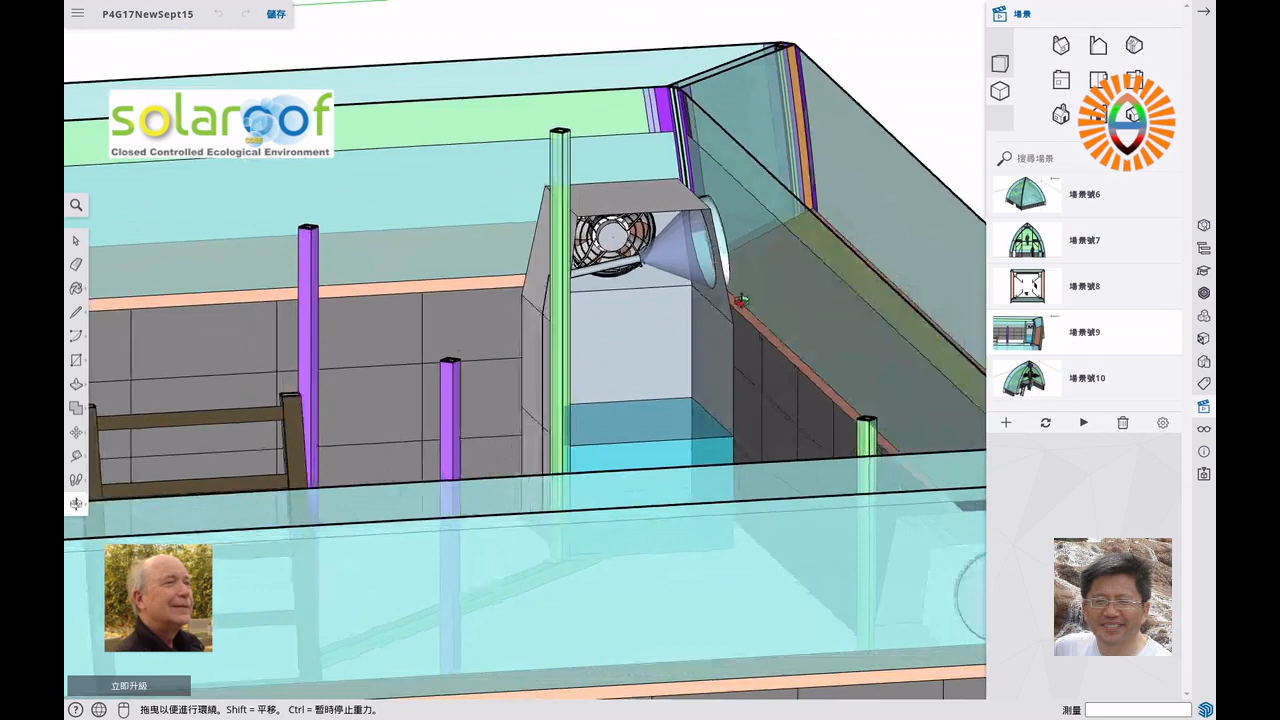 P4G17NewSept15
儲存
場景
solaroof
Closed Controlled Ecological Environment
搜尋場景
場景號6
場景號7
場景號8
場景號9
場景號10
立即升級
拖曳以便進行環繞。Shift = 平移。 Ctrl = 暫時停止重力。
測量